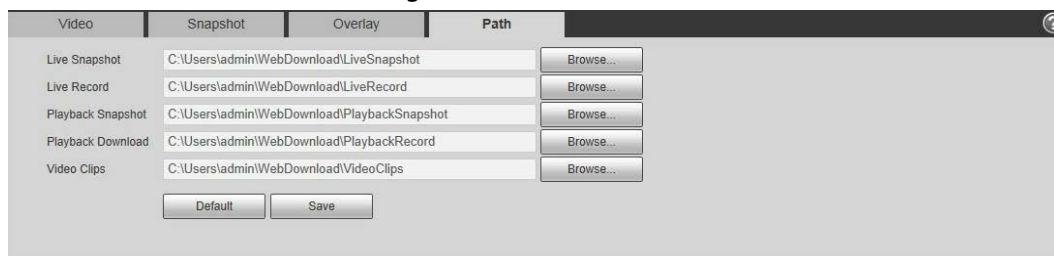 Video Snapshot Overlay Path
Live Snapshot C:\Users\admin\WebDownload\LiveSnapshot Browse...
Live Record C:\Users\admin\WebDownload\LiveRecord Browse...
Playback Snapshot C:\Users\admin\WebDownload\PlaybackSnapshot Browse...
Playback Download C:\Users\admin\WebDownload\PlaybackRecord Browse...
Video Clips C:\Users\admin\WebDownload\VideoClips Browse...
Default Save